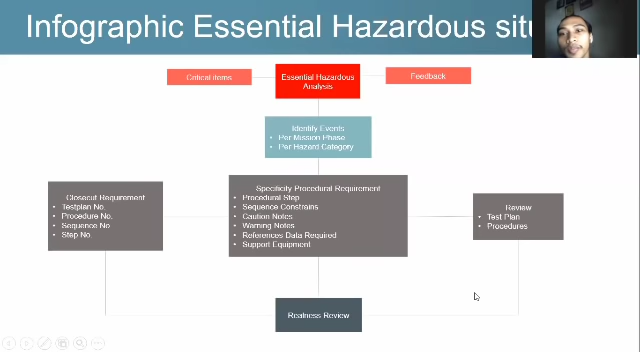 Infographic Essential Hazardous situ
Critical items
Essential Hazardous
Analysis
Feedback
Identify Events
• Per Mission Phase
• Per Hazard Category
Closecut Requirement
• Testplan No.
• Procedure No.
• Sequence No
• Step No.
Specificity Procedural Requirement
• Procedural Step
• Sequence Constrains
• Caution Notes
• Warning Notes
• References Data Required
• Support Equipment
Review
• Test Plan
• Procedures
Realness Review